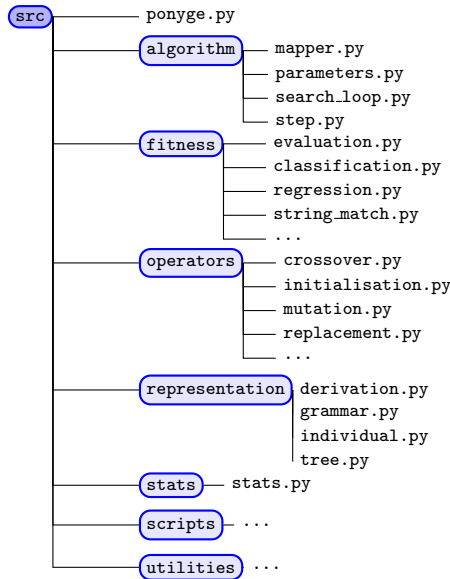 src
ponyge.py
algorithm
mapper.py
parameters.py
search_loop.py
step.py
fitness
evaluation.py
classification.py
regression.py
string_match.py
...
operators
crossover.py
initialisation.py
mutation.py
replacement.py
...
representation
derivation.py
grammar.py
individual.py
tree.py
stats
stats.py
scripts
...
utilities
...